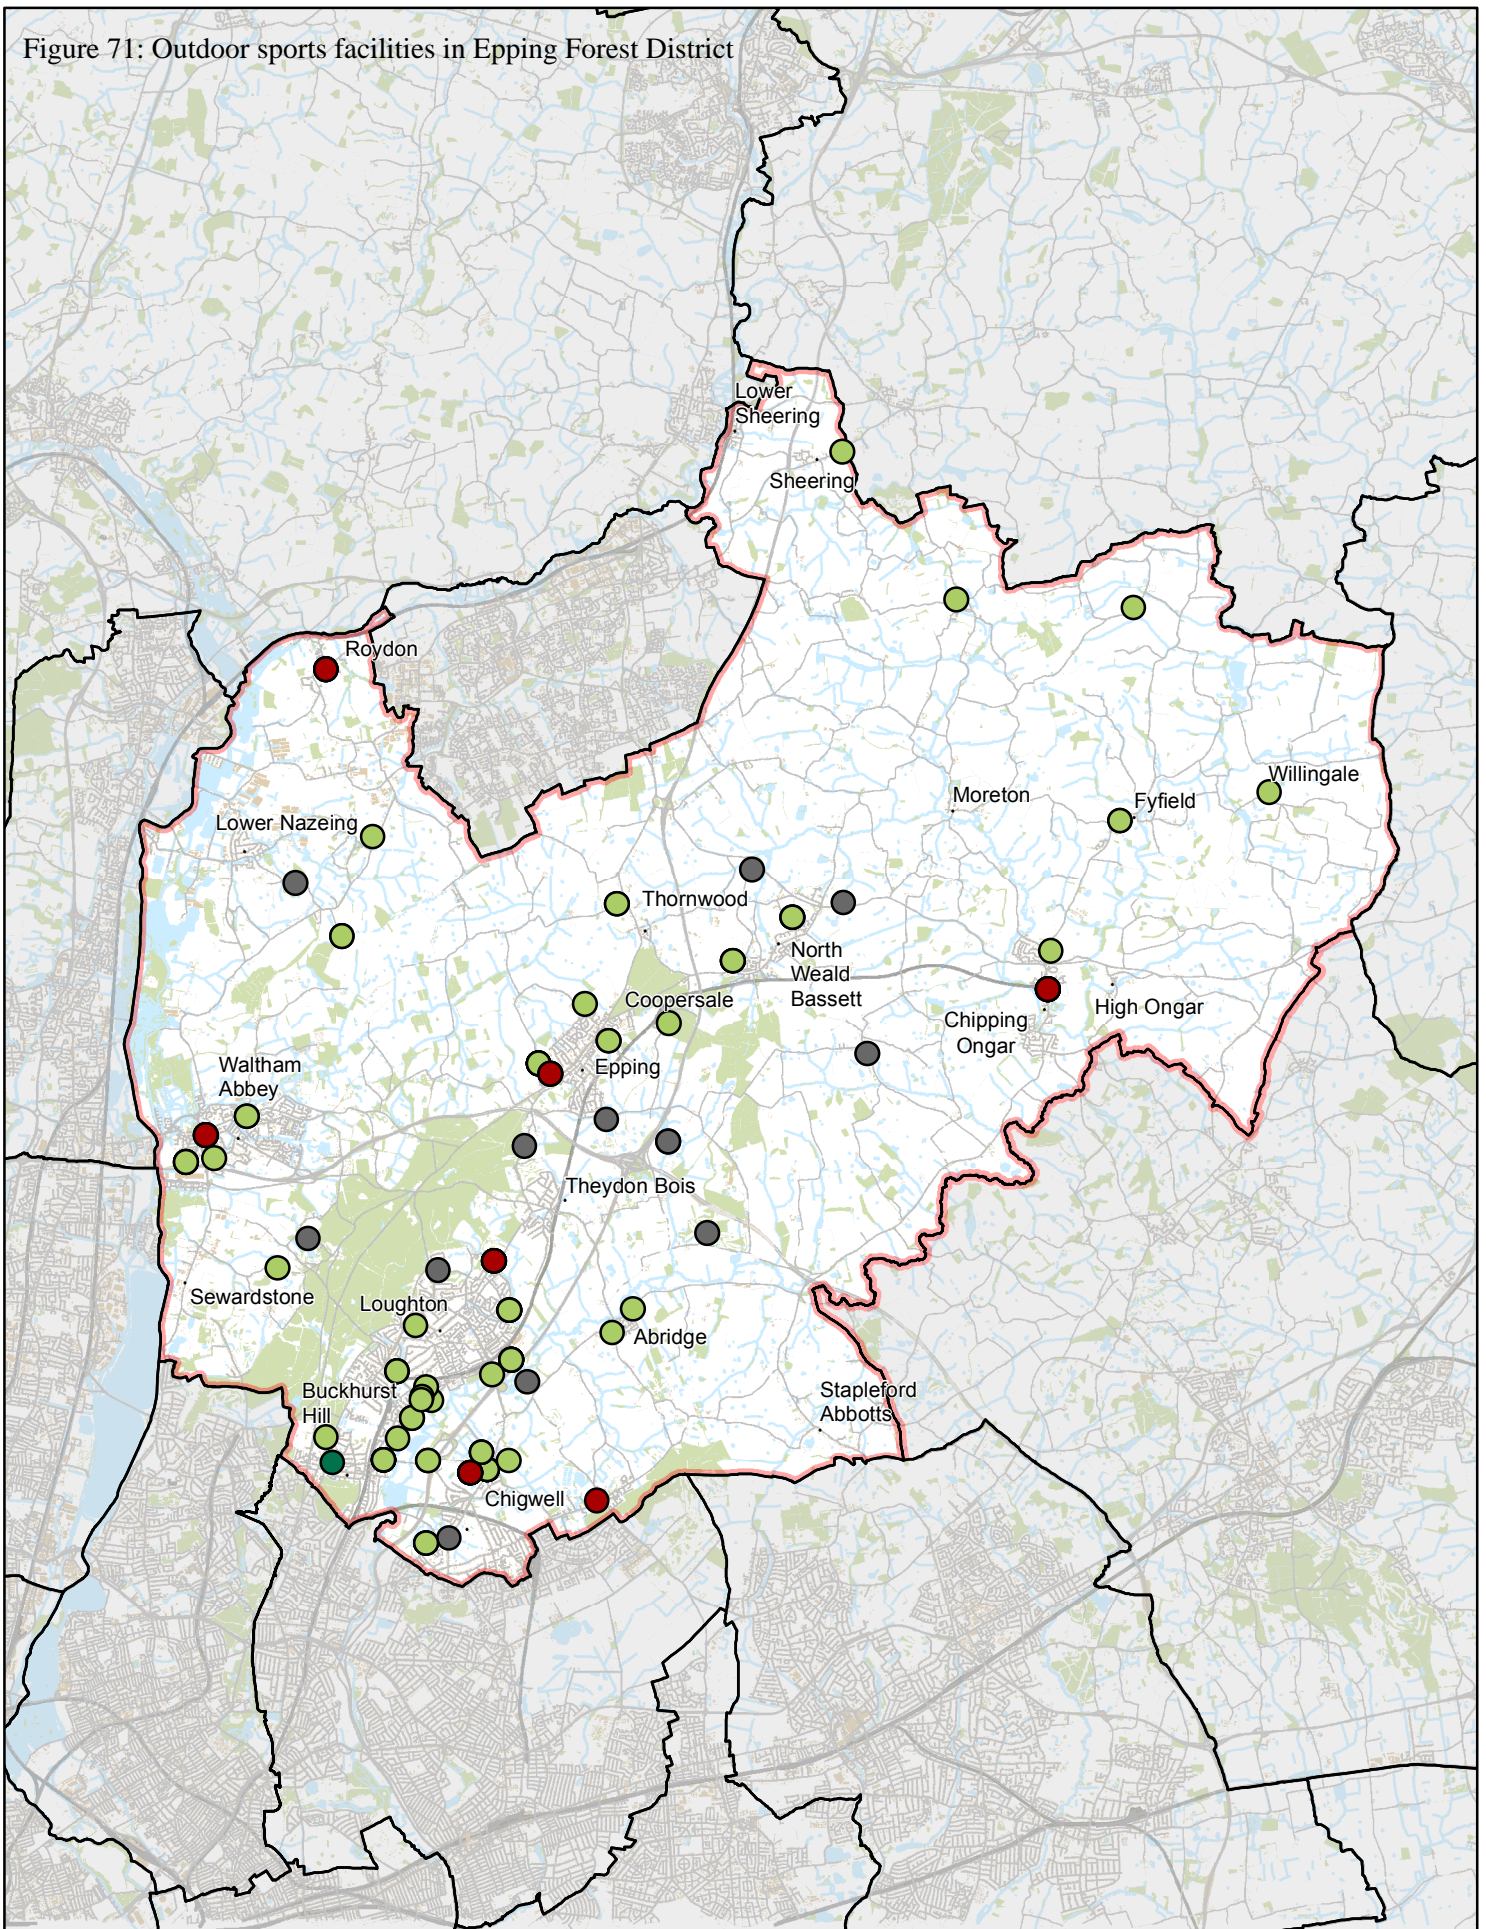 Figure 71: Outdoor sports facilities in Epping Forest District
Lower
Sheering
Sheering
Roydon
Willingale
Moreton
Fyfield
Lower Nazeing
Thornwood
North
Weald
Bassett
Coopersale
High Ongar
Chipping
Ongar
Epping
Waltham
Abbey
Theydon Bois
Sewardstone
Loughton
Abridge
Buckhurst
Hill
Stapleford
Abbotts
Chigwell